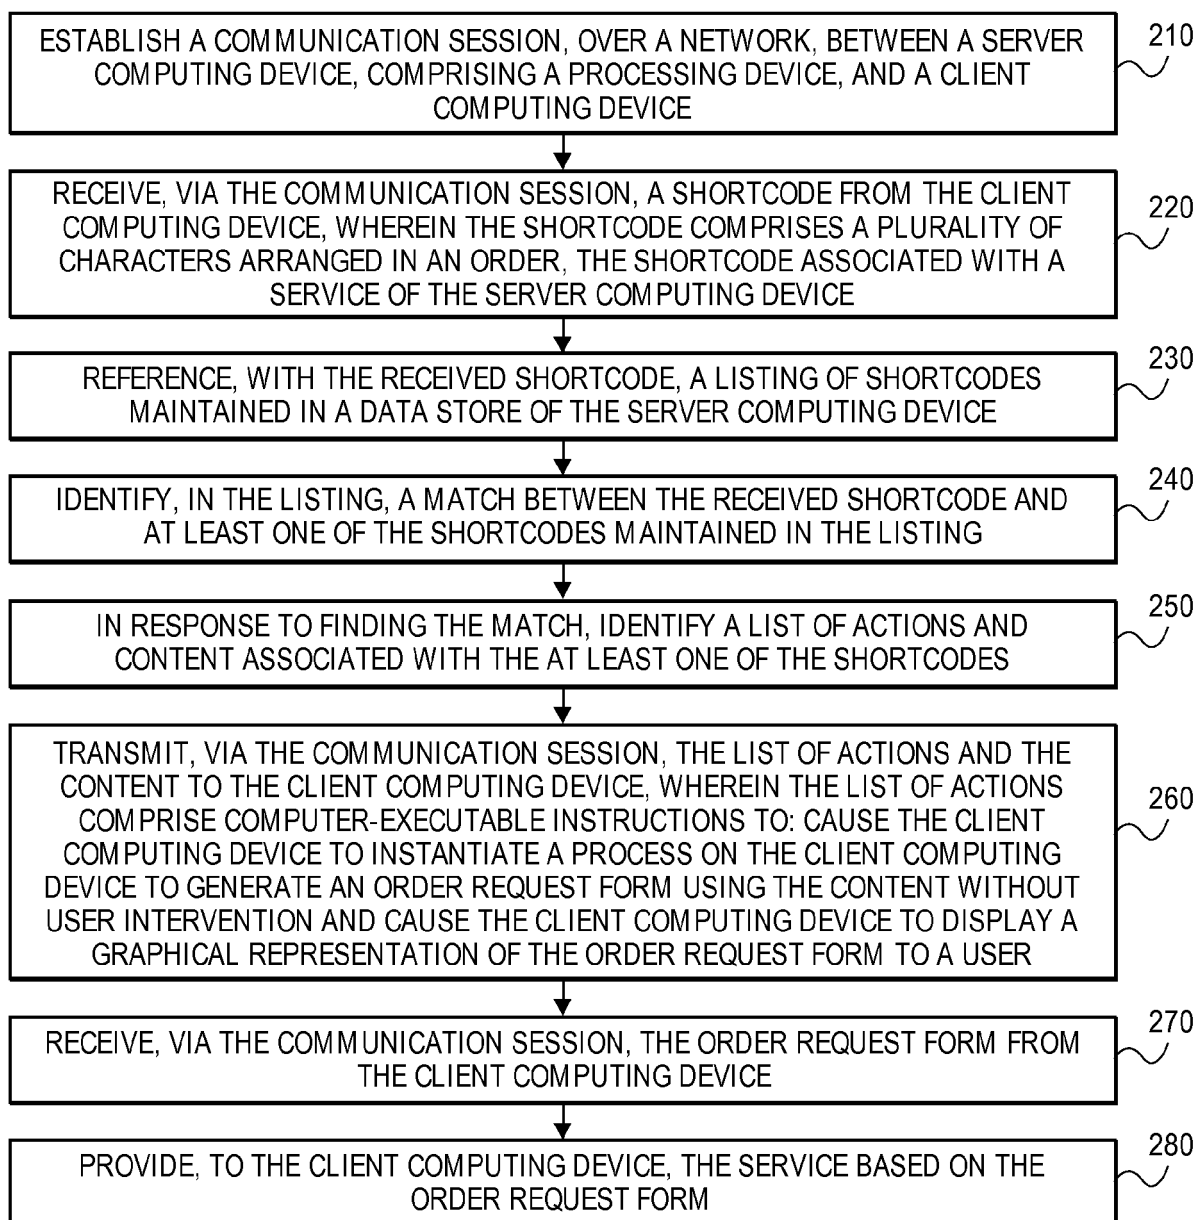 ESTABLISH A COMMUNICATION SESSION, OVER A NETWORK, BETWEEN A SERVER
COMPUTING DEVICE, COMPRISING A PROCESSING DEVICE, AND A CLIENT
COMPUTING DEVICE
210
RECEIVE, VIA THE COMMUNICATION SESSION, A SHORTCODE FROM THE CLIENT
COMPUTING DEVICE, WHEREIN THE SHORTCODE COMPRISES A PLURALITY OF
CHARACTERS ARRANGED IN AN ORDER, THE SHORTCODE ASSOCIATED WITH A
SERVICE OF THE SERVER COMPUTING DEVICE
220
REFERENCE, WITH THE RECEIVED SHORTCODE, A LISTING OF SHORTCODES
MAINTAINED IN A DATA STORE OF THE SERVER COMPUTING DEVICE
230
IDENTIFY, IN THE LISTING, A MATCH BETWEEN THE RECEIVED SHORTCODE AND
AT LEAST ONE OF THE SHORTCODES MAINTAINED IN THE LISTING
240
IN RESPONSE TO FINDING THE MATCH, IDENTIFY A LIST OF ACTIONS AND
CONTENT ASSOCIATED WITH THE AT LEAST ONE OF THE SHORTCODES
250
TRANSMIT, VIA THE COMMUNICATION SESSION, THE LIST OF ACTIONS AND THE
CONTENT TO THE CLIENT COMPUTING DEVICE, WHEREIN THE LIST OF ACTIONS
COMPRISE COMPUTER-EXECUTABLE INSTRUCTIONS TO: CAUSE THE CLIENT
COMPUTING DEVICE TO INSTANTIATE A PROCESS ON THE CLIENT COMPUTING
DEVICE TO GENERATE AN ORDER REQUEST FORM USING THE CONTENT WITHOUT
USER INTERVENTION AND CAUSE THE CLIENT COMPUTING DEVICE TO DISPLAY A
GRAPHICAL REPRESENTATION OF THE ORDER REQUEST FORM TO A USER
260
RECEIVE, VIA THE COMMUNICATION SESSION, THE ORDER REQUEST FORM FROM
THE CLIENT COMPUTING DEVICE
270
PROVIDE, TO THE CLIENT COMPUTING DEVICE, THE SERVICE BASED ON THE
ORDER REQUEST FORM
280